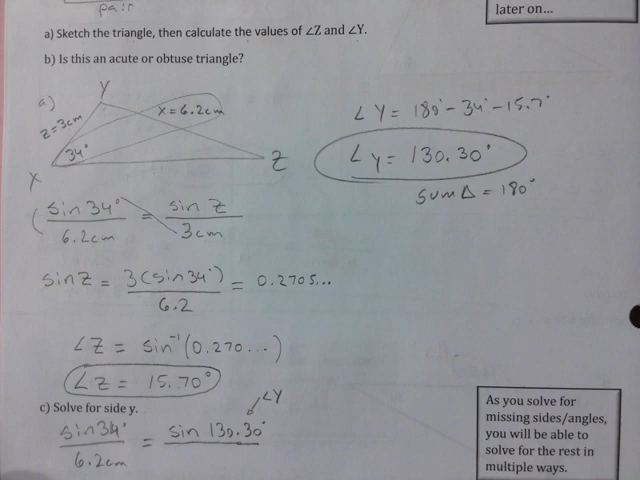 pair
later on...
a) Sketch the triangle, then calculate the values of ∠Z and ∠Y.
b) Is this an acute or obtuse triangle?
a)
Y
z=3cm
x=6.2cm
34°
X
Z
∠Y = 180° - 34° - 15.7°
∠y = 130.30°
SUM Δ = 180°
sin 34° / 6.2cm = sin Z / 3cm
sin Z = 3(sin 34°) / 6.2 = 0.2705...
∠Z = sin⁻¹(0.270...)
∠Z = 15.70°
c) Solve for side y.
∠Y
sin 34° / 6.2cm = sin 130.30°
As you solve for
missing sides/angles,
you will be able to
solve for the rest in
multiple ways.